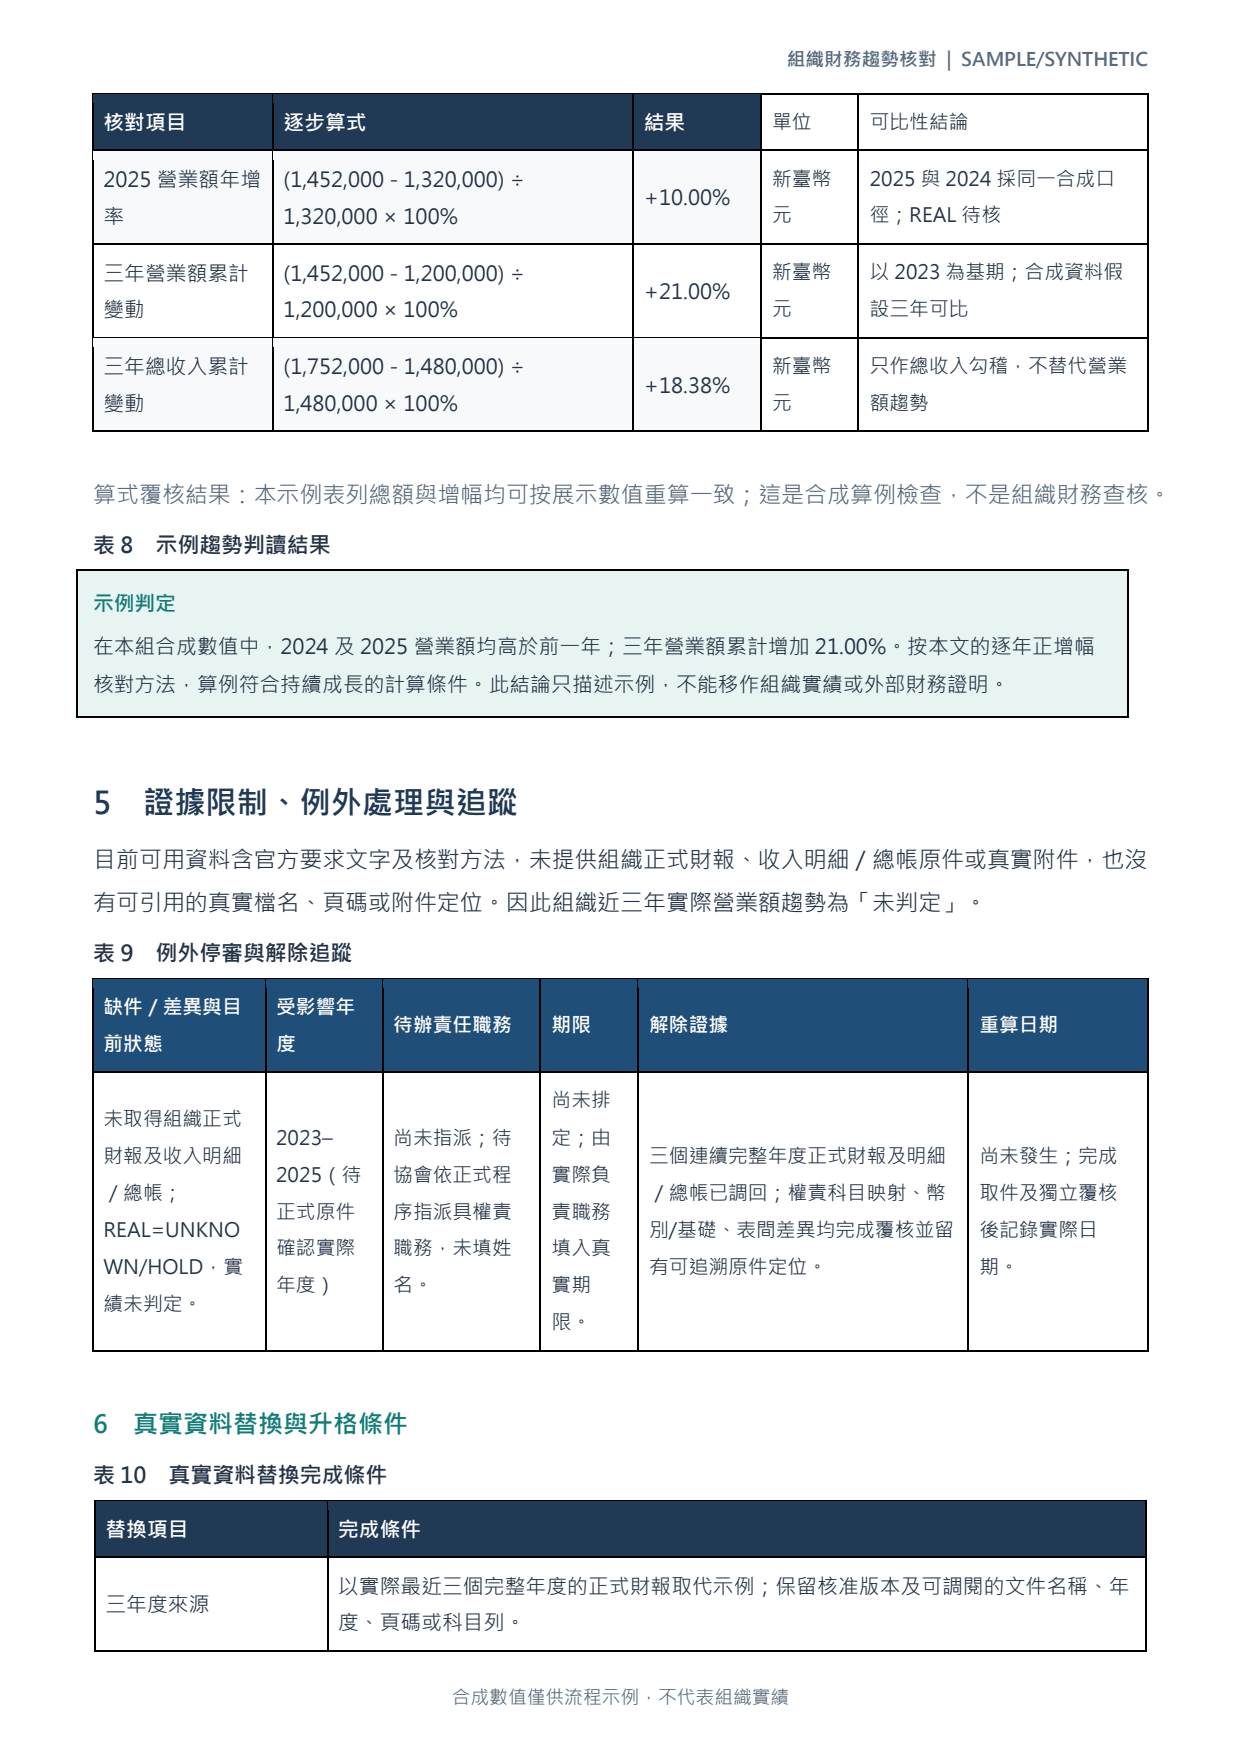 組織財務趨勢核對｜SAMPLE/SYNTHETIC
核對項目 逐步算式 結果 單位 可比性結論
2025 營業額年增
率
(1,452,000 - 1,320,000) ÷
1,320,000 × 100%
+10.00%
新臺幣
元
2025 與 2024 採同一合成口
徑；REAL 待核
三年營業額累計
變動
(1,452,000 - 1,200,000) ÷
1,200,000 × 100%
+21.00%
新臺幣
元
以 2023 為基期；合成資料假
設三年可比
三年總收入累計
變動
(1,752,000 - 1,480,000) ÷
1,480,000 × 100%
+18.38%
新臺幣
元
只作總收入勾稽，不替代營業
額趨勢
算式覆核結果：本示例表列總額與增幅均可按展示數值重算一致；這是合成算例檢查，不是組織財務查核。
表 8　示例趨勢判讀結果
示例判定
在本組合成數值中，2024 及 2025 營業額均高於前一年；三年營業額累計增加 21.00%。按本文的逐年正增幅
核對方法，算例符合持續成長的計算條件。此結論只描述示例，不能移作組織實績或外部財務證明。
5　證據限制、例外處理與追蹤
目前可用資料含官方要求文字及核對方法，未提供組織正式財報、收入明細／總帳原件或真實附件，也沒
有可引用的真實檔名、頁碼或附件定位。因此組織近三年實際營業額趨勢為「未判定」。
表 9　例外停審與解除追蹤
缺件／差異與目
前狀態
受影響年
度
待辦責任職務
期限
解除證據
重算日期
未取得組織正式
財報及收入明細
／總帳；
REAL=UNKNO
WN/HOLD，實
績未判定。
2023–
2025（待
正式原件
確認實際
年度）
尚未指派；待
協會依正式程
序指派具權責
職務，未填姓
名。
尚未排
定；由
實際負
責職務
填入真
實期
限。
三個連續完整年度正式財報及明細
／總帳已調回；權責科目映射、幣
別/基礎、表間差異均完成覆核並留
有可追溯原件定位。
尚未發生；完成
取件及獨立覆核
後記錄實際日
期。
6　真實資料替換與升格條件
表 10　真實資料替換完成條件
替換項目 完成條件
三年度來源
以實際最近三個完整年度的正式財報取代示例；保留核准版本及可調閱的文件名稱、年
度、頁碼或科目列。
合成數值僅供流程示例，不代表組織實績